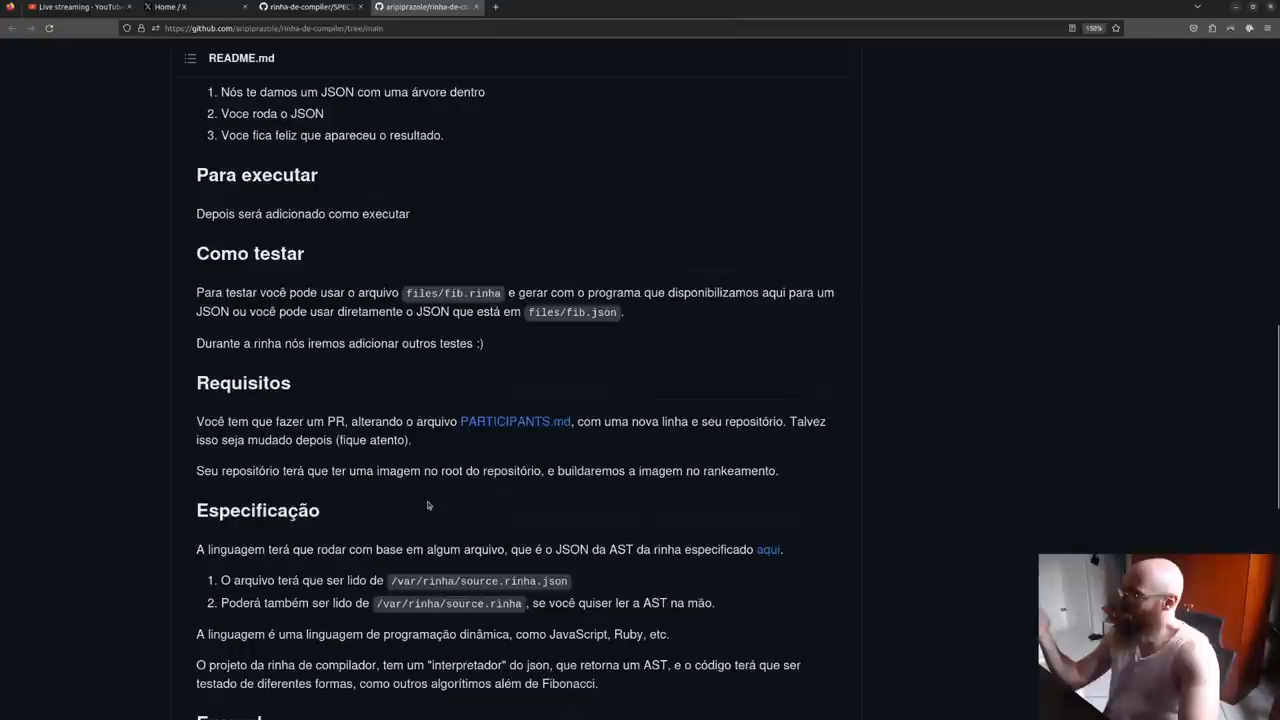 Live streaming - YouTub
Home / X
rinha-de-compiler/SPEC
aripiprazole/rinha-de-co
https://github.com/aripiprazole/rinha-de-compiler/tree/main
150%
README.md
1. Nós te damos um JSON com uma árvore dentro
2. Voce roda o JSON
3. Voce fica feliz que apareceu o resultado.
Para executar
Depois será adicionado como executar
Como testar
Para testar você pode usar o arquivo files/fib.rinha e gerar com o programa que disponibilizamos aqui para um
JSON ou você pode usar diretamente o JSON que está em files/fib.json.
Durante a rinha nós iremos adicionar outros testes :)
Requisitos
Você tem que fazer um PR, alterando o arquivo PARTICIPANTS.md, com uma nova linha e seu repositório. Talvez
isso seja mudado depois (fique atento).
Seu repositório terá que ter uma imagem no root do repositório, e buildaremos a imagem no rankeamento.
Especificação
A linguagem terá que rodar com base em algum arquivo, que é o JSON da AST da rinha especificado aqui.
1. O arquivo terá que ser lido de /var/rinha/source.rinha.json
2. Poderá também ser lido de /var/rinha/source.rinha, se você quiser ler a AST na mão.
A linguagem é uma linguagem de programação dinâmica, como JavaScript, Ruby, etc.
O projeto da rinha de compilador, tem um "interpretador" do json, que retorna um AST, e o código terá que ser
testado de diferentes formas, como outros algorítimos além de Fibonacci.